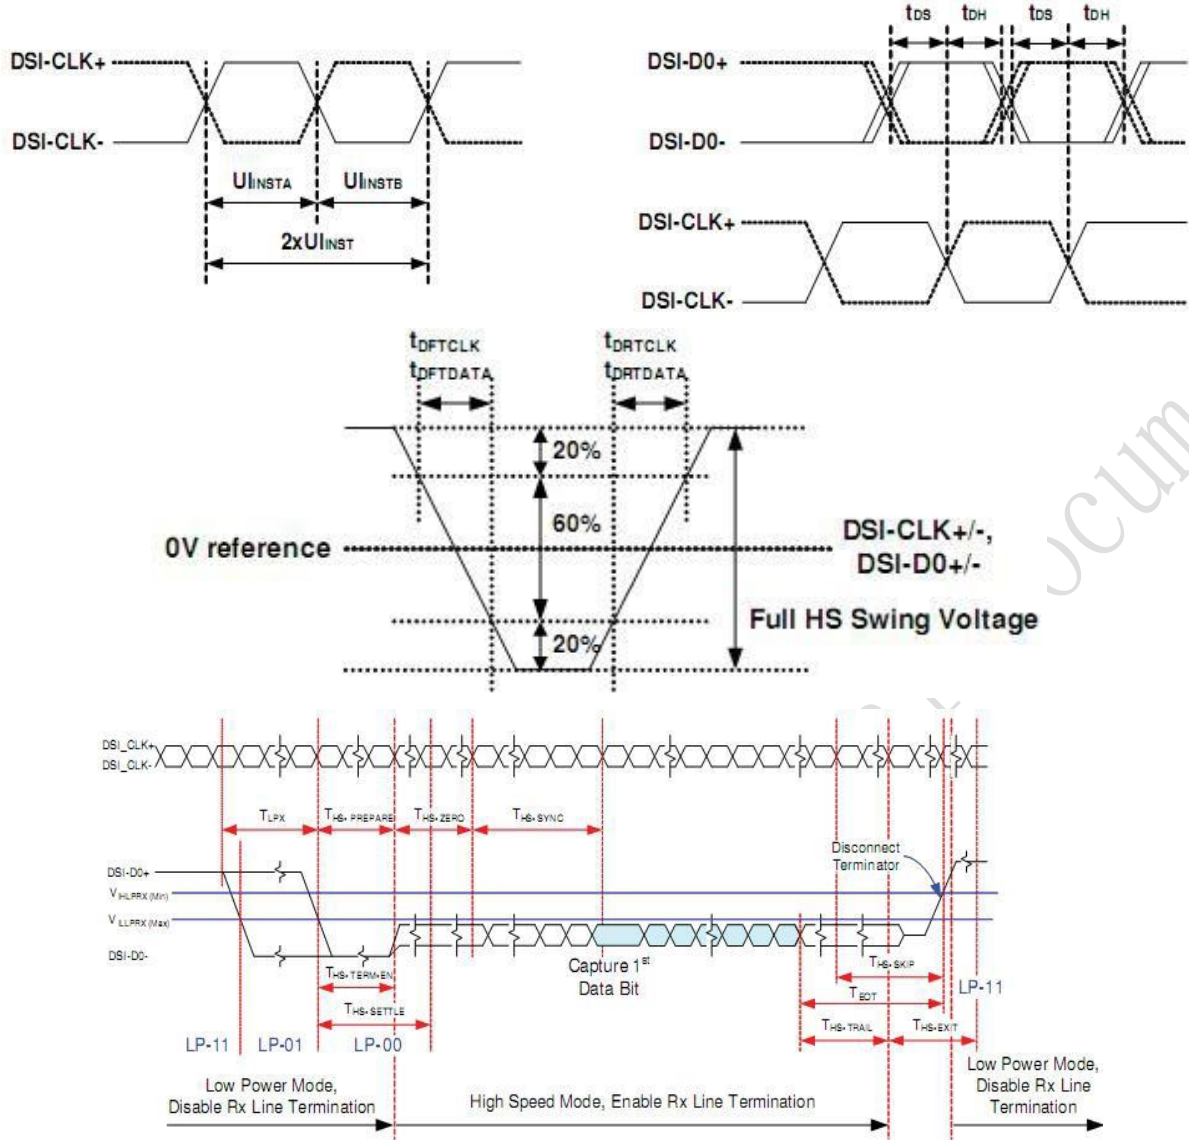 DSI-CLK+
DSI-CLK-
UIINSTA
UIINSTB
2xUIINST
tDS tDH tDS tDH
DSI-D0+
DSI-D0-
DSI-CLK+
DSI-CLK-
tDFTCLK
tDFTDATA
tDRTCLK
tDRTDATA
20%
60%
20%
0V reference
DSI-CLK+/-,
DSI-D0+/-
Full HS Swing Voltage
DSI_CLK+
DSI_CLK-
TLPX
THS-PREPARE
THS-ZERO
THS-SYNC
Disconnect
Terminator
DSI-D0+
VIHLPRX (Min)
VILLPRX (Max)
DSI-D0-
THS-TERM-EN
THS-SETTLE
Capture 1st
Data Bit
THS-SKIP
TEOT
THS-TRAIL
THS-EXIT
LP-11
LP-11
LP-01
LP-00
Low Power Mode,
Disable Rx Line Termination
High Speed Mode, Enable Rx Line Termination
Low Power Mode,
Disable Rx Line
Termination